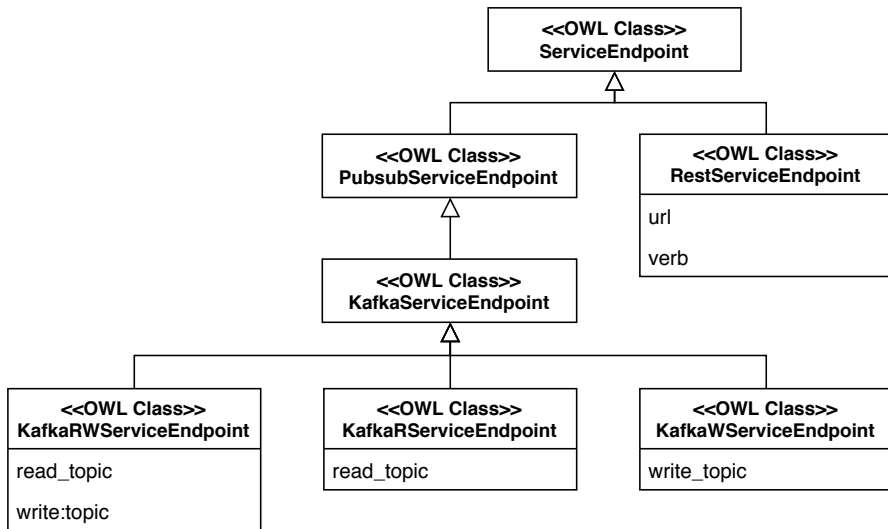 <<OWL Class>>
ServiceEndpoint
<<OWL Class>>
PubsubServiceEndpoint
<<OWL Class>>
RestServiceEndpoint
url
verb
<<OWL Class>>
KafkaServiceEndpoint
<<OWL Class>>
KafkaRWServiceEndpoint
read_topic
write:topic
<<OWL Class>>
KafkaRServiceEndpoint
read_topic
<<OWL Class>>
KafkaWServiceEndpoint
write_topic